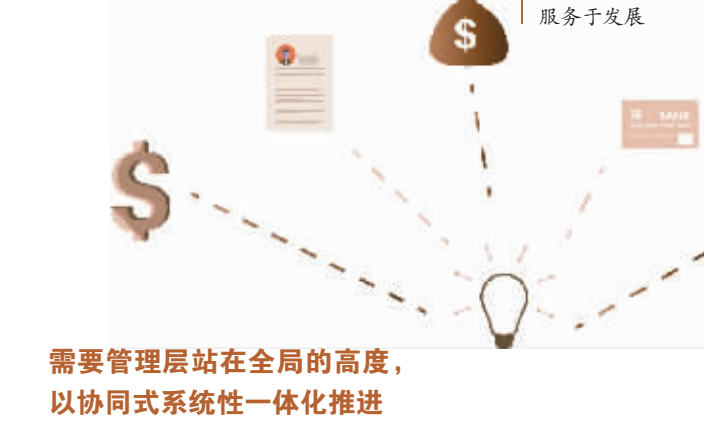 服务于发展
$
$
需要管理层站在全局的高度，
以协同式系统性一体化推进